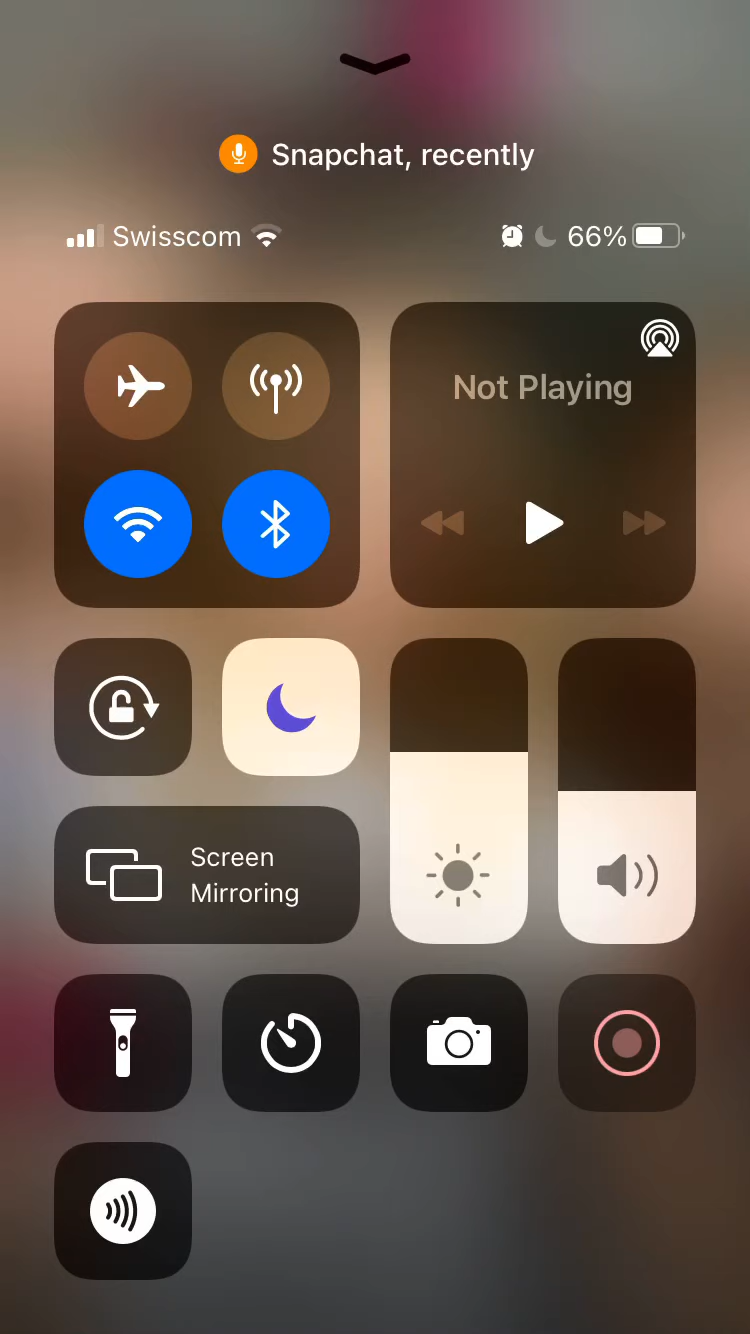 Snapchat, recently
Swisscom 66%
Not Playing
Screen
Mirroring